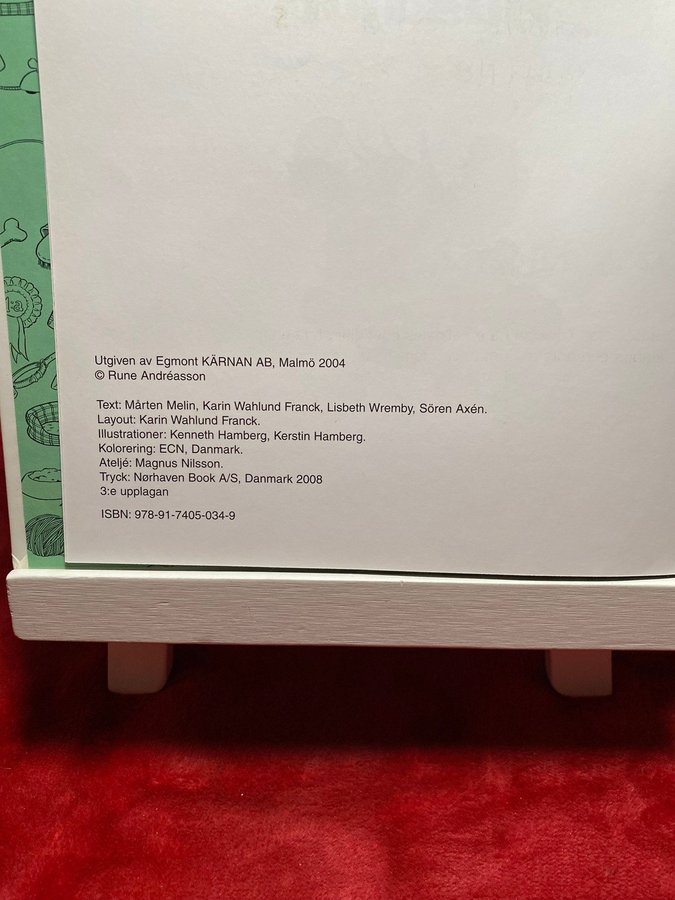 Utgiven av Egmont KÄRNAN AB, Malmö 2004
© Rune Andréasson
Text: Mårten Melin, Karin Wahlund Franck, Lisbeth Wremby, Sören Axén.
Layout: Karin Wahlund Franck.
Illustrationer: Kenneth Hamberg, Kerstin Hamberg.
Kolorering: ECN, Danmark.
Ateljé: Magnus Nilsson.
Tryck: Nørhaven Book A/S, Danmark 2008
3:e upplagan
ISBN: 978-91-7405-034-9